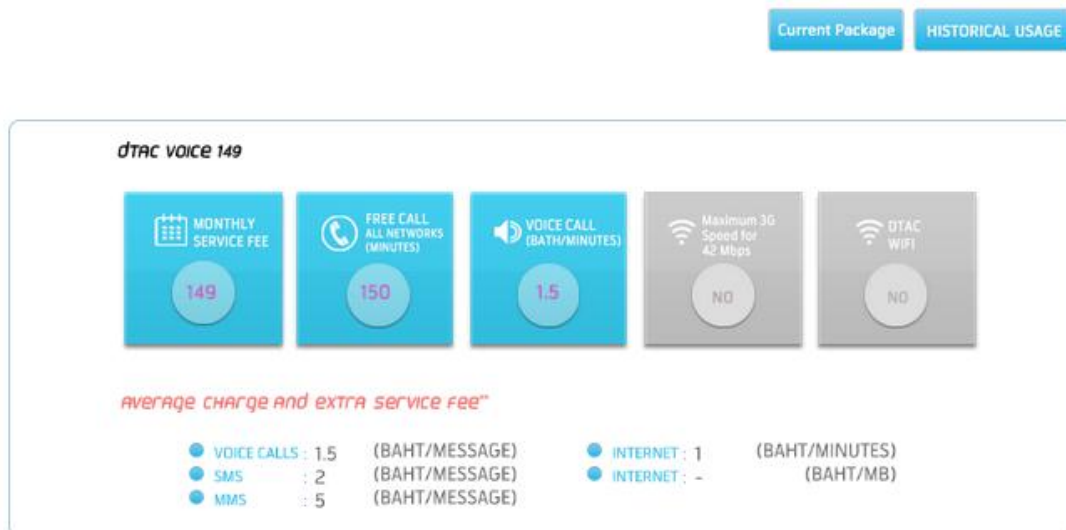 Current Package HISTORICAL USAGE
dTAC VOICE 149
MONTHLY
SERVICE FEE
149
FREE CALL
ALL NETWORKS
(MINUTES)
150
VOICE CALL
(BATH/MINUTES)
1.5
Maximum 3G
Speed for
42 Mbps
NO
DTAC
WIFI
NO
Average charge and extra service fee**
VOICE CALLS : 1.5 (BAHT/MESSAGE)
SMS : 2 (BAHT/MESSAGE)
MMS : 5 (BAHT/MESSAGE)
INTERNET : 1 (BAHT/MINUTES)
INTERNET : - (BAHT/MB)